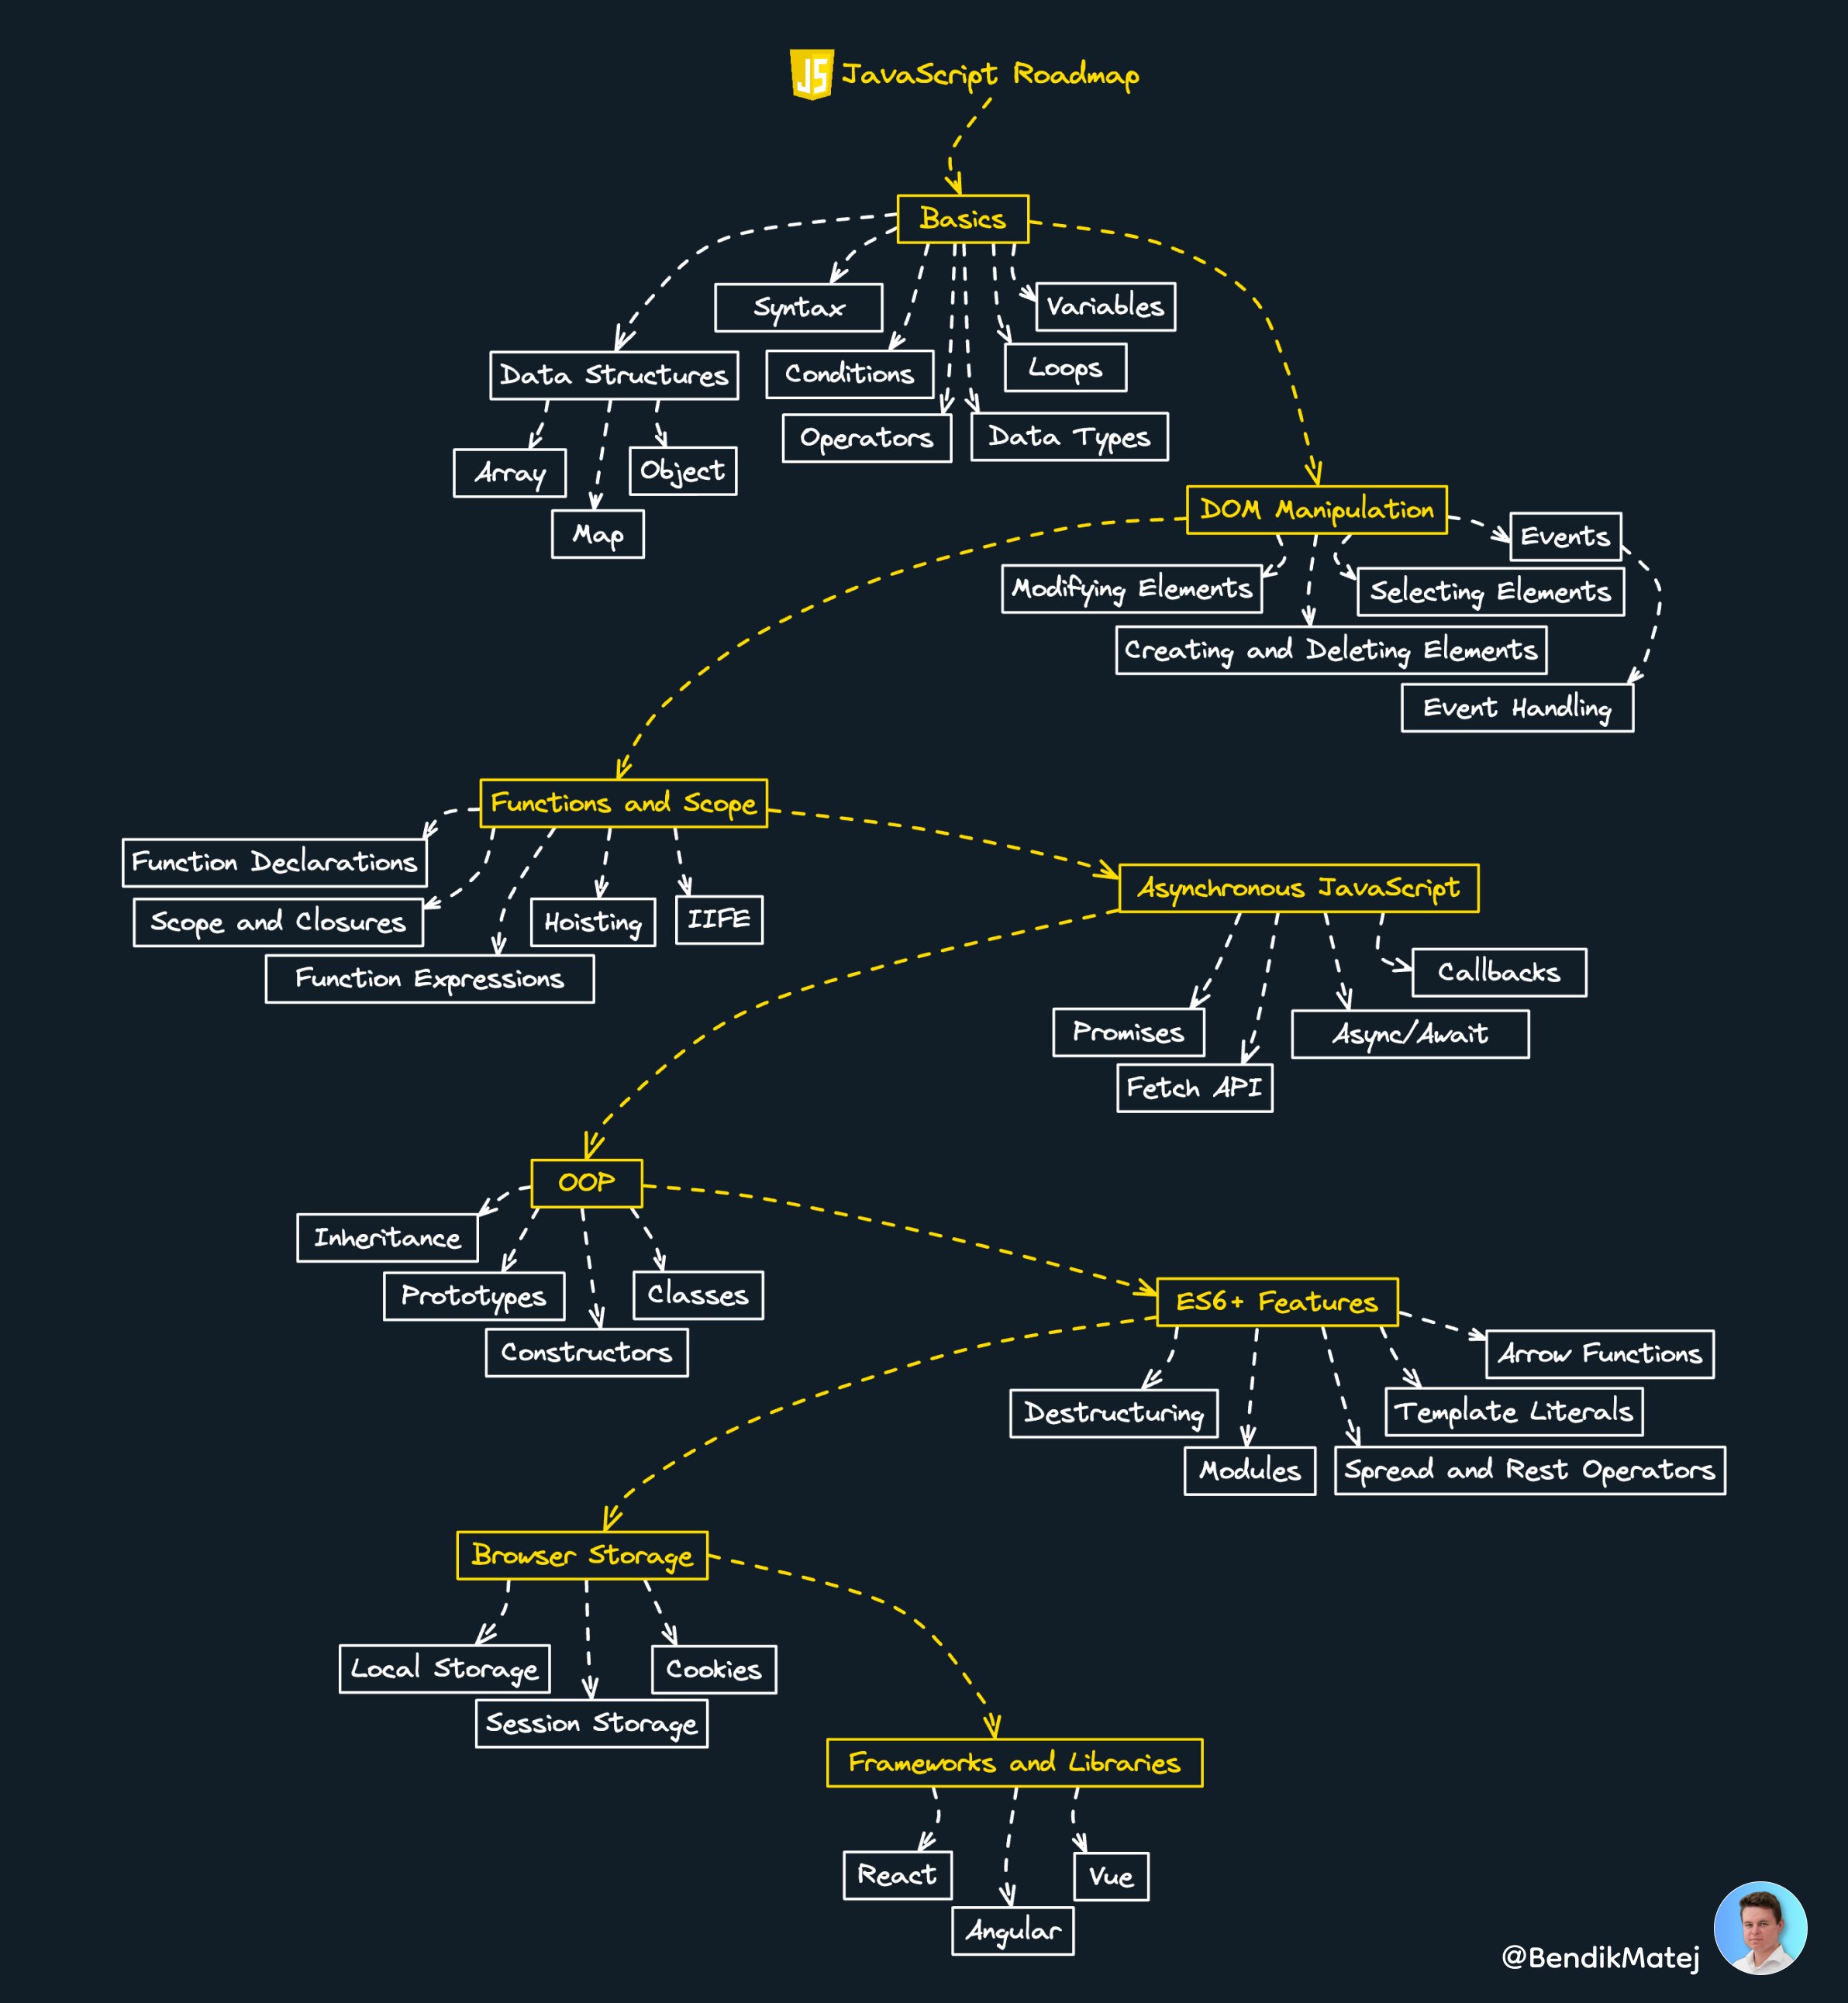 JS JavaScript Roadmap
Basics
Syntax
Variables
Data Structures
Conditions
Loops
Operators
Data Types
Array
Object
Map
DOM Manipulation
Events
Modifying Elements
Selecting Elements
Creating and Deleting Elements
Event Handling
Functions and Scope
Function Declarations
Scope and Closures
Hoisting
IIFE
Function Expressions
Asynchronous JavaScript
Callbacks
Promises
Async/Await
Fetch API
OOP
Inheritance
Prototypes
Classes
Constructors
ES6+ Features
Arrow Functions
Destructuring
Template Literals
Modules
Spread and Rest Operators
Browser Storage
Local Storage
Cookies
Session Storage
Frameworks and Libraries
React
Vue
Angular
@BendikMatej